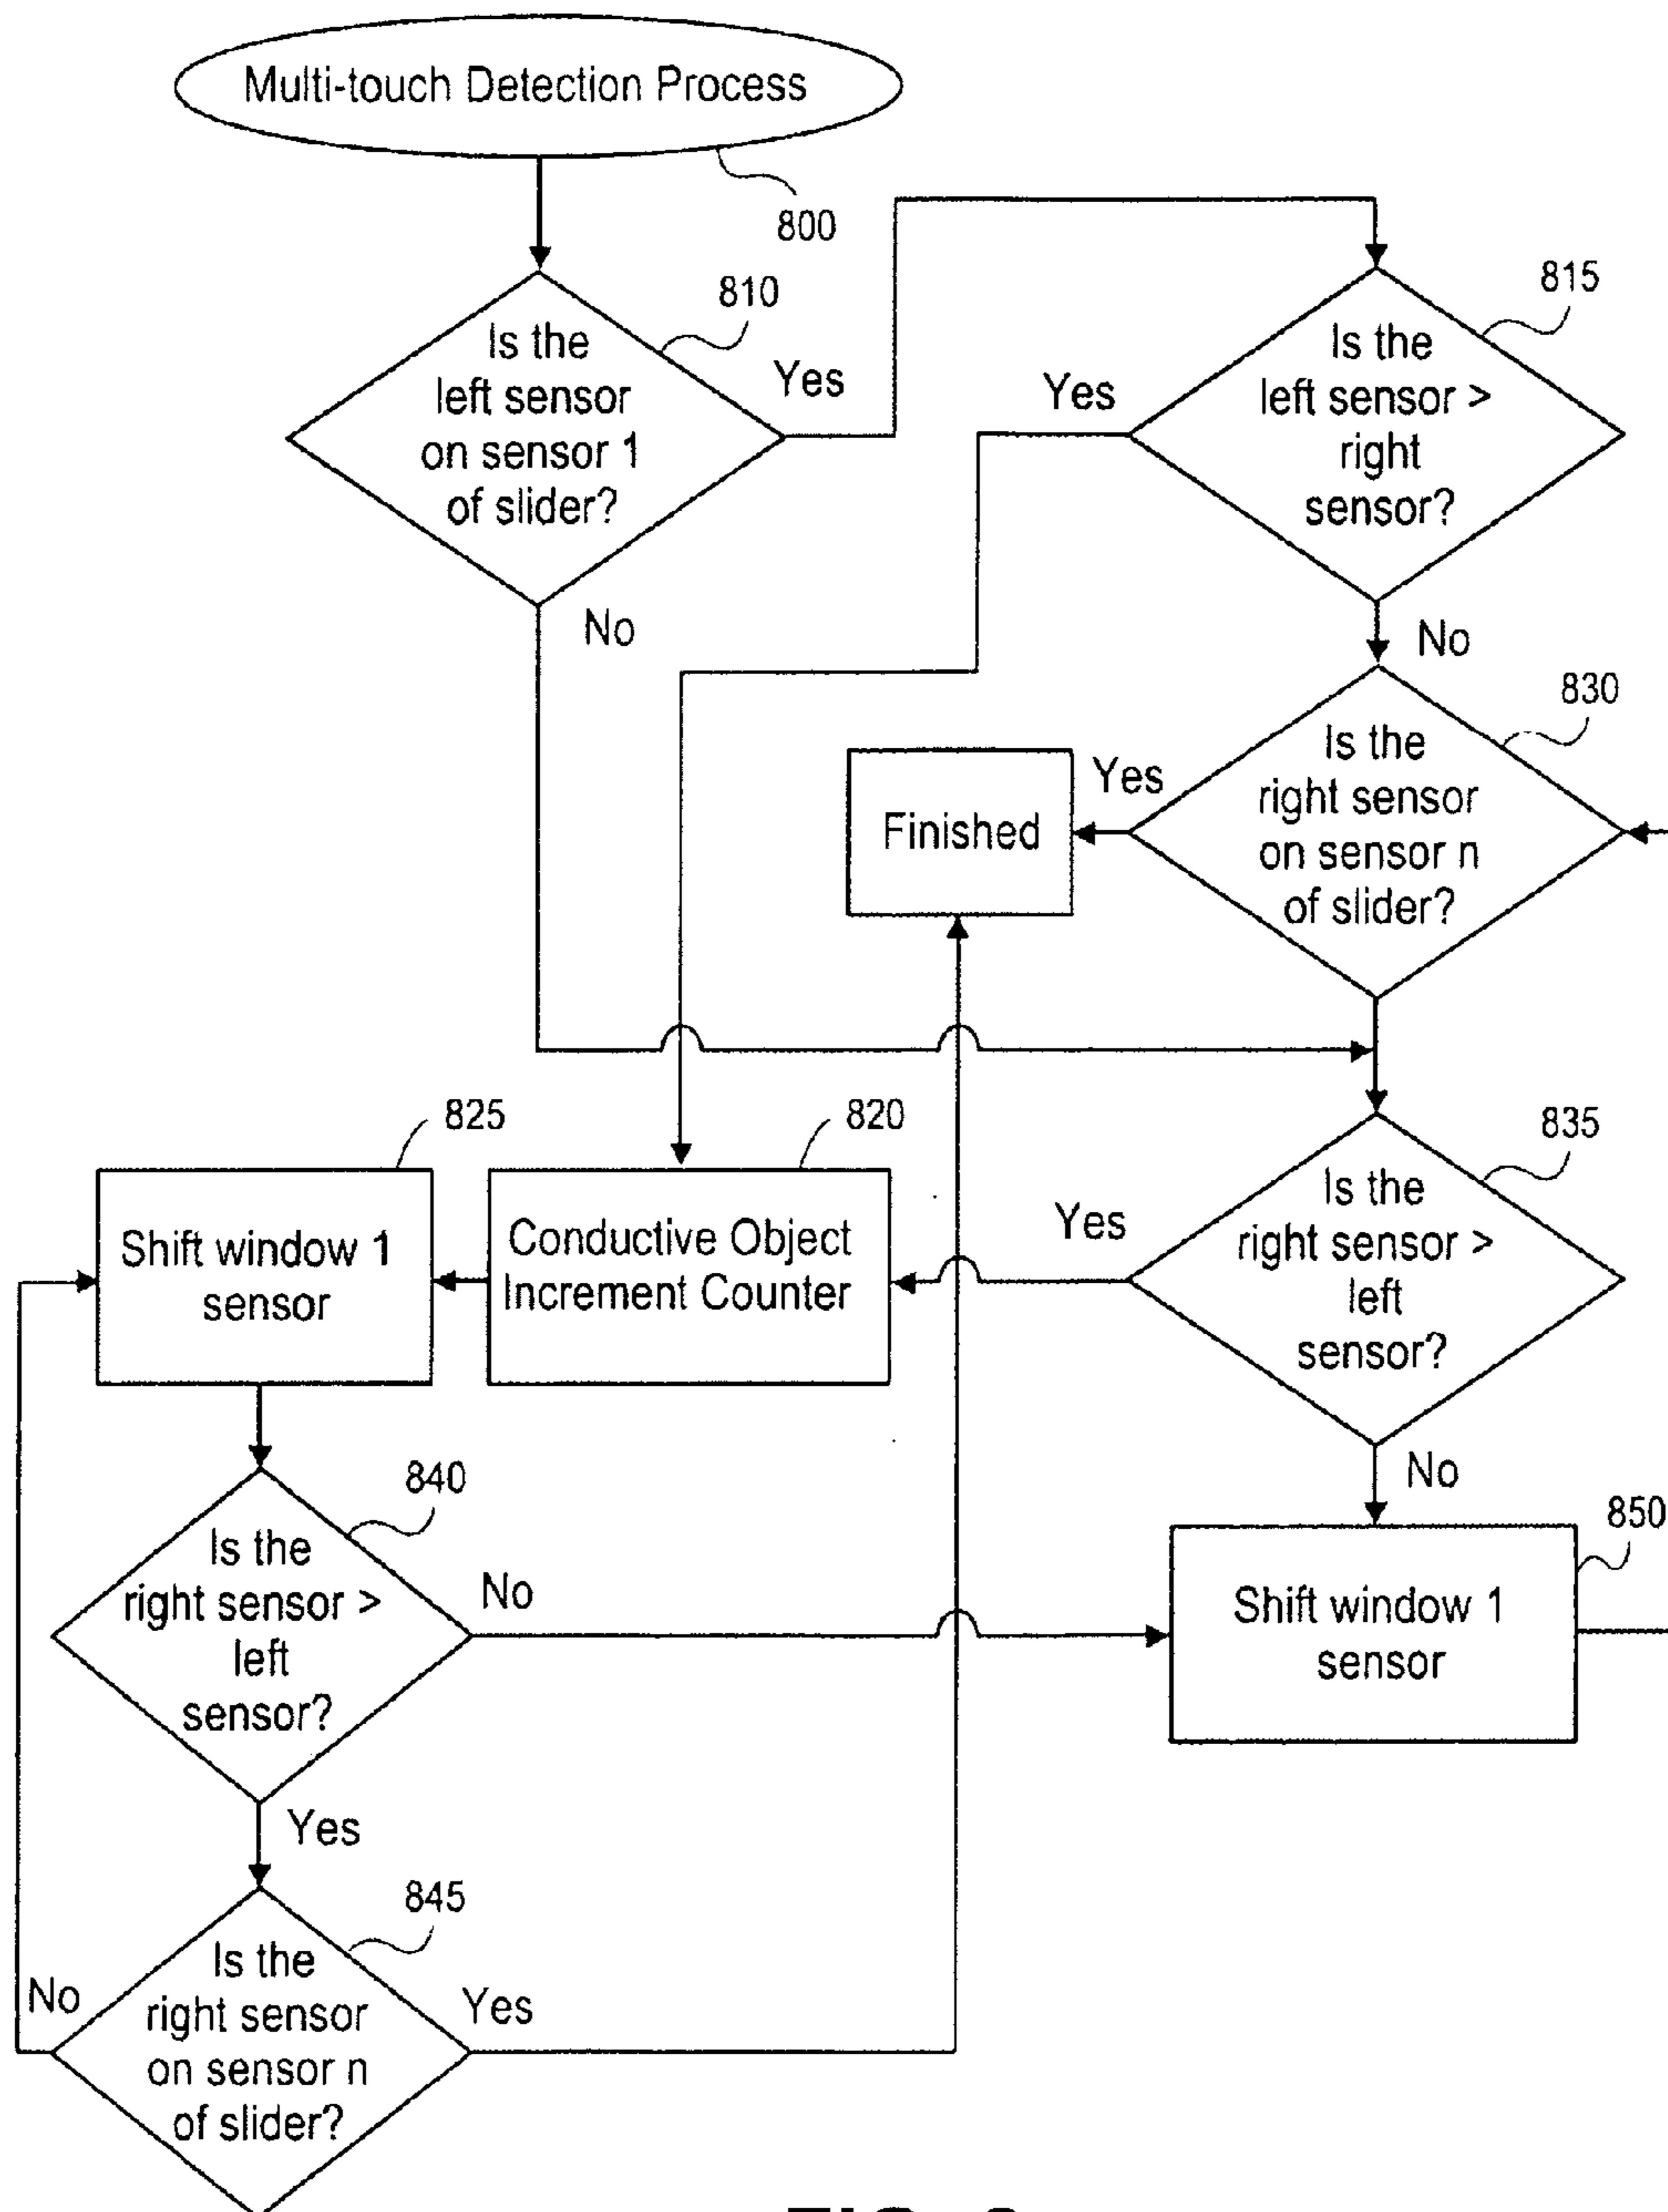 Multi-touch Detection Process
800
810
Is the
left sensor
on sensor 1
of slider?
Yes
No
815
Is the
left sensor >
right
sensor?
Yes
No
830
Is the
right sensor
on sensor n
of slider?
Yes
Finished
835
Is the
right sensor >
left
sensor?
Yes
No
820
Conductive Object
Increment Counter
825
Shift window 1
sensor
840
Is the
right sensor >
left
sensor?
No
Yes
850
Shift window 1
sensor
845
Is the
right sensor
on sensor n
of slider?
No
Yes